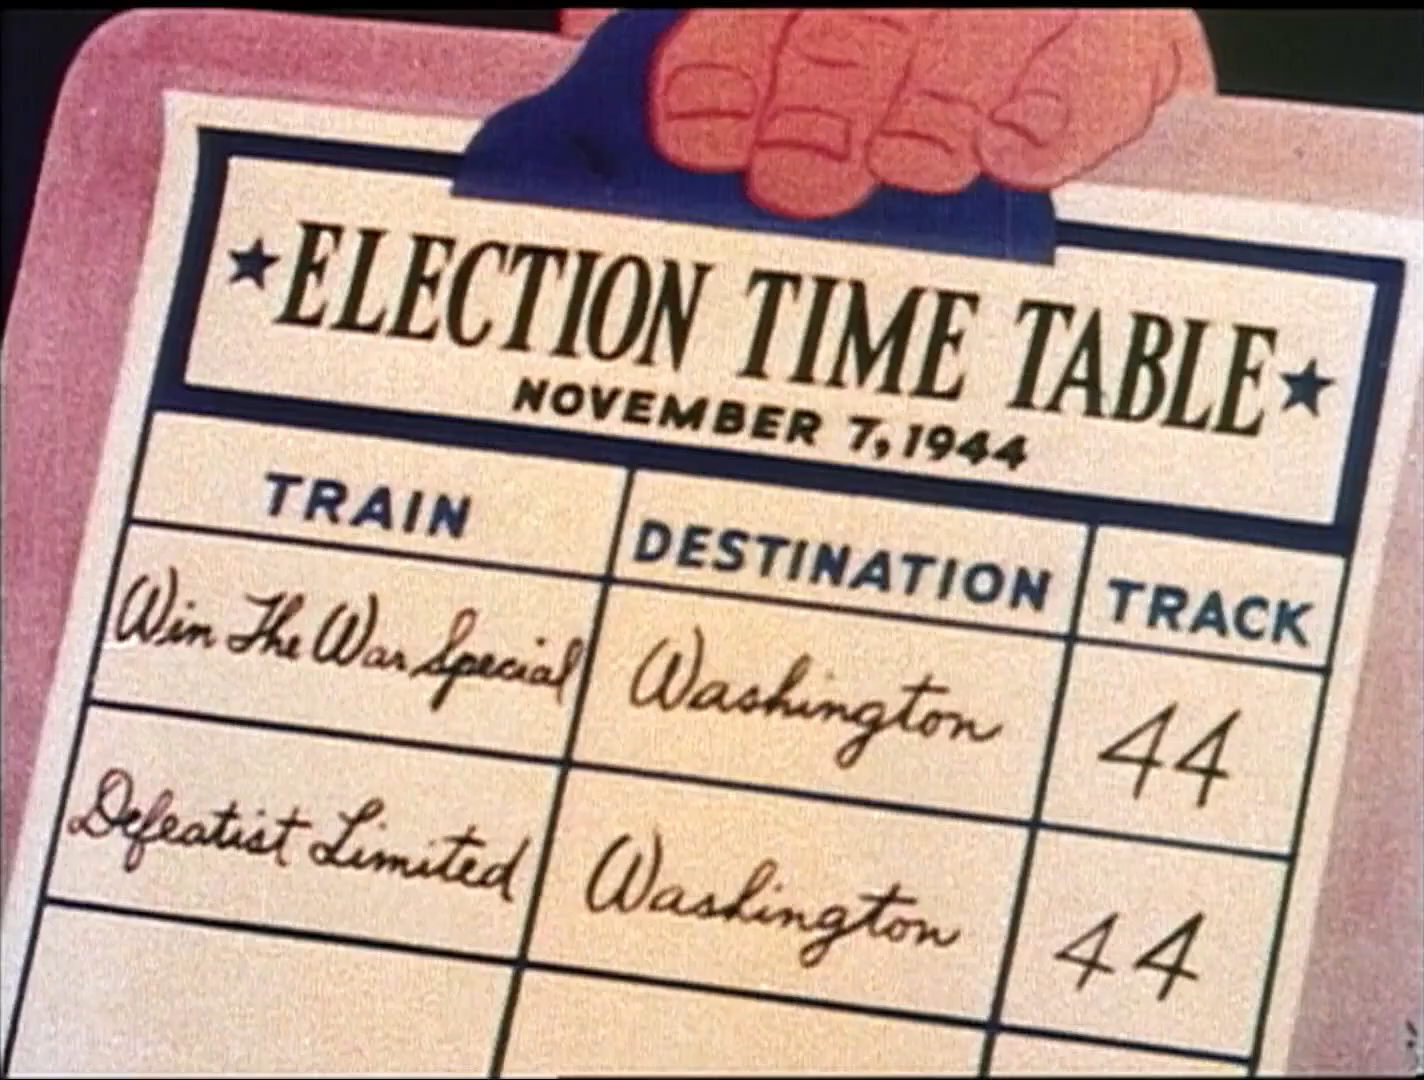 ★ELECTION TIME TABLE★
NOVEMBER 7, 1944
TRAIN DESTINATION TRACK
Win The War Special Washington 44
Defeatist Limited Washington 44